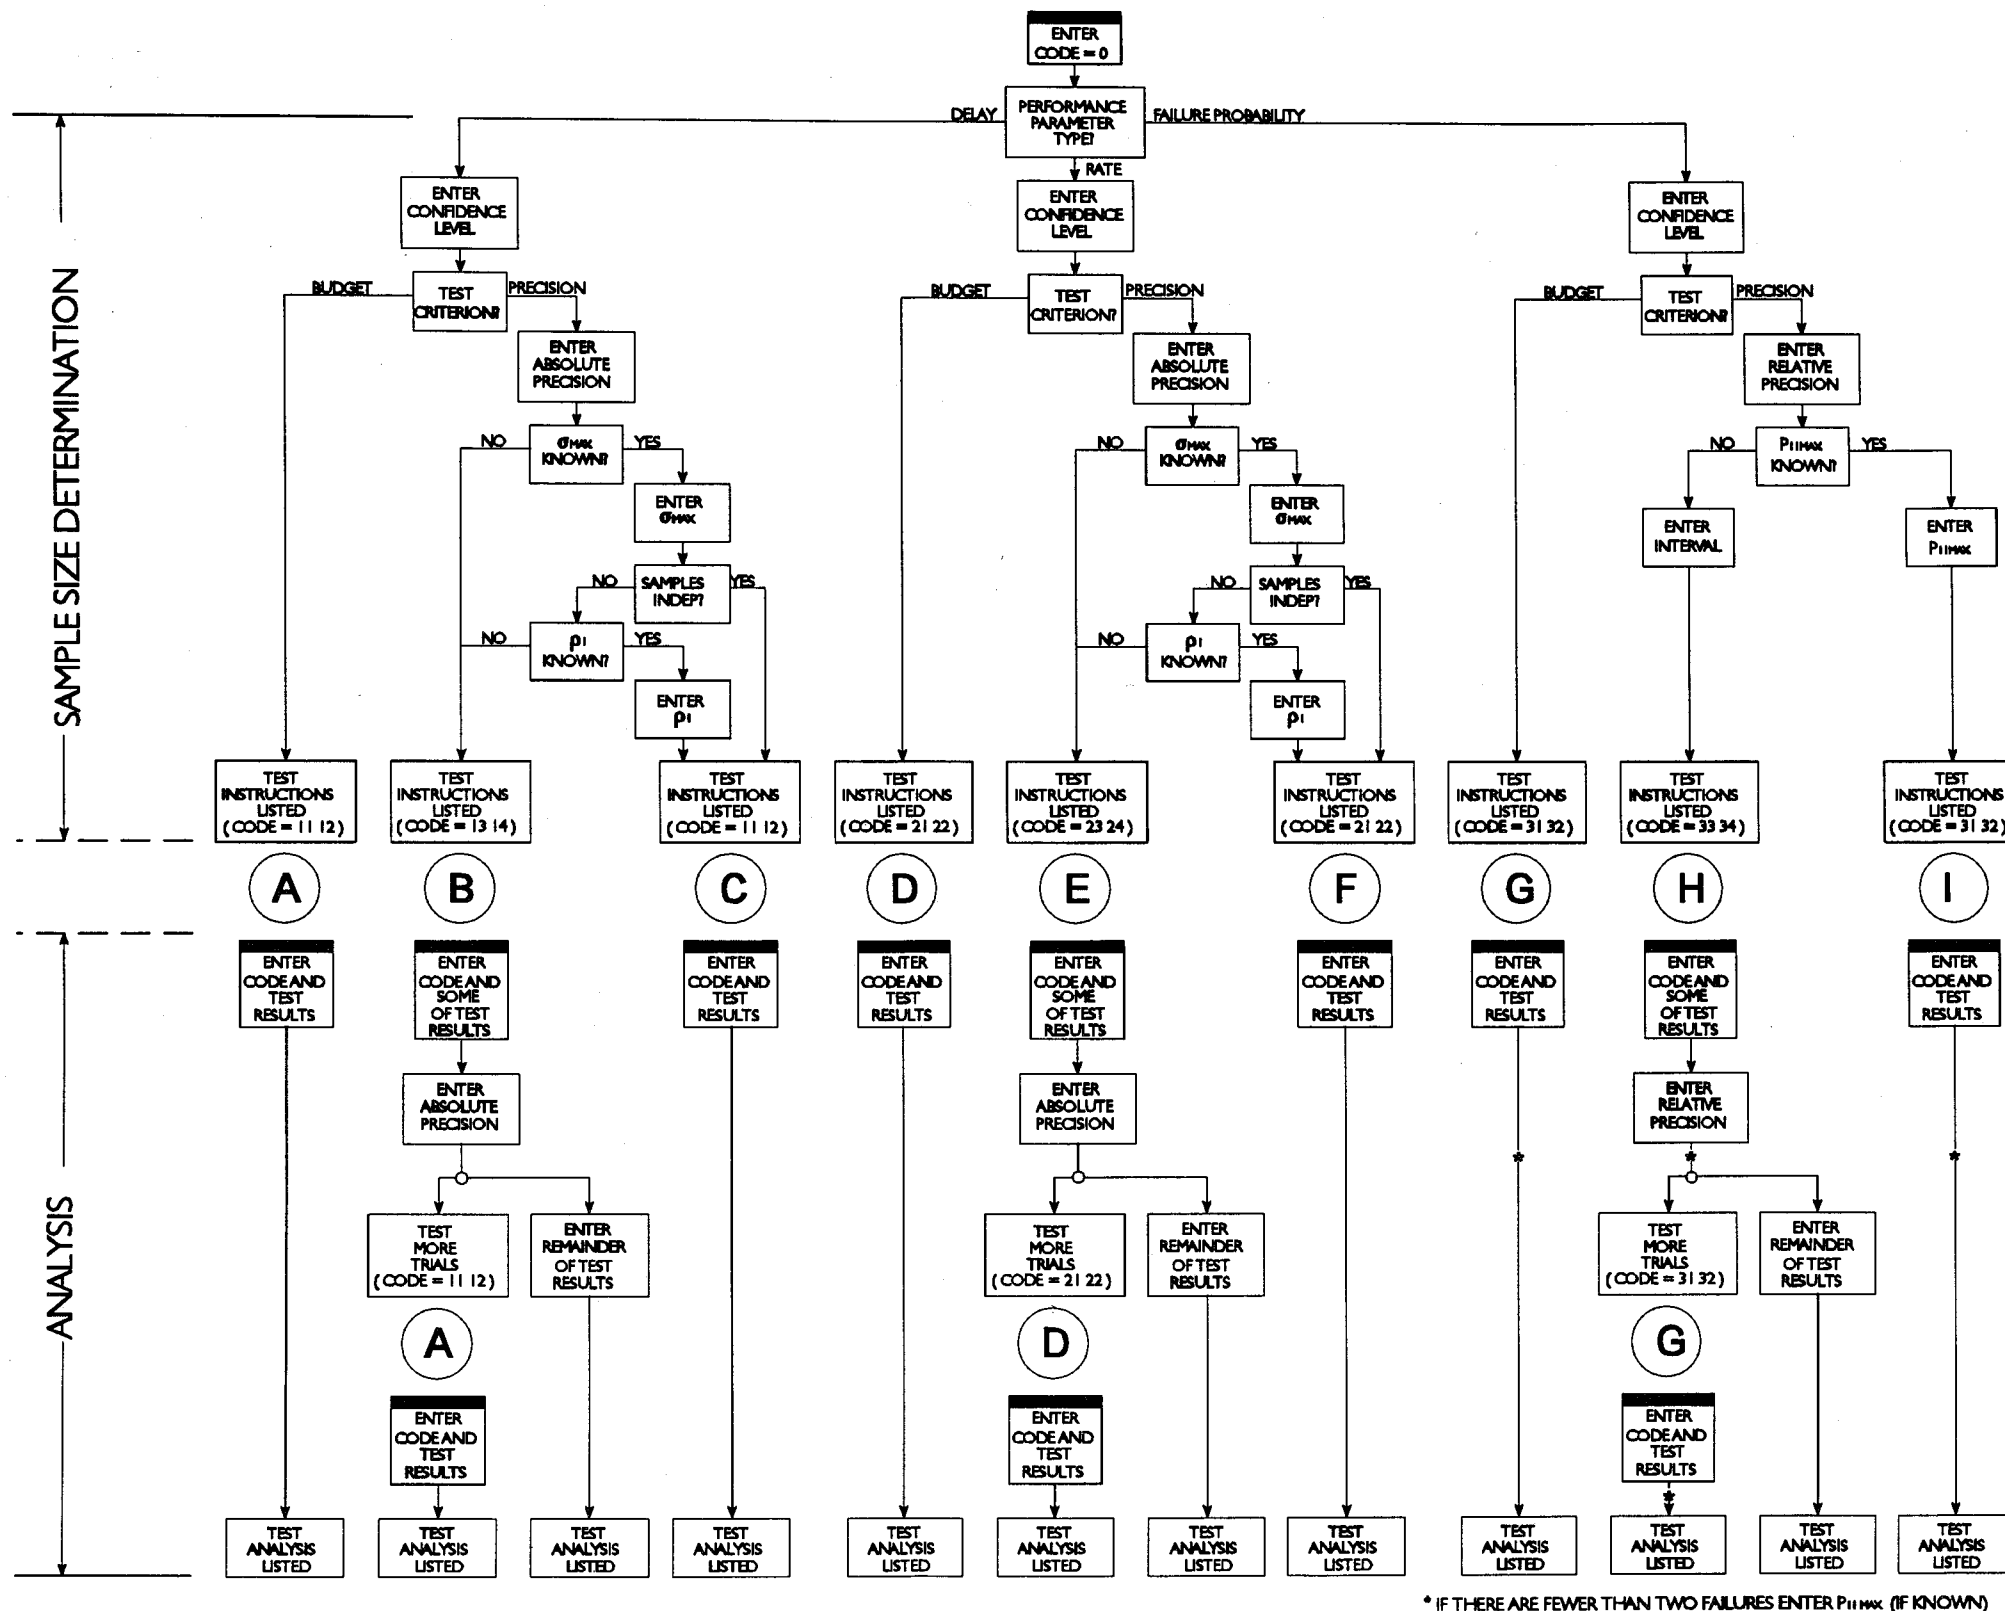 ENTER
CODE = 0
PERFORMANCE
PARAMETER
TYPE?
DELAY
FAILURE PROBABILITY
RATE
SAMPLE SIZE DETERMINATION
ENTER
CONFIDENCE
LEVEL
TEST
CRITERION?
BUDGET
PRECISION
ENTER
ABSOLUTE
PRECISION
σMAX
KNOWN?
NO
YES
ENTER
σMAX
SAMPLES
INDEP?
NO
YES
ρ1
KNOWN?
NO
YES
ENTER
ρ1
ENTER
CONFIDENCE
LEVEL
TEST
CRITERION?
BUDGET
PRECISION
ENTER
ABSOLUTE
PRECISION
σMAX
KNOWN?
NO
YES
ENTER
σMAX
SAMPLES
INDEP?
NO
YES
ρ1
KNOWN?
NO
YES
ENTER
ρ1
ENTER
CONFIDENCE
LEVEL
TEST
CRITERION?
BUDGET
PRECISION
ENTER
RELATIVE
PRECISION
P11MAX
KNOWN?
NO
YES
ENTER
INTERVAL
ENTER
P11MAX
TEST
INSTRUCTIONS
LISTED
( CODE = 11 12 )
TEST
INSTRUCTIONS
LISTED
( CODE = 13 14 )
TEST
INSTRUCTIONS
LISTED
( CODE = 11 12 )
TEST
INSTRUCTIONS
LISTED
( CODE = 21 22 )
TEST
INSTRUCTIONS
LISTED
( CODE = 23 24 )
TEST
INSTRUCTIONS
LISTED
( CODE = 21 22 )
TEST
INSTRUCTIONS
LISTED
( CODE = 31 32 )
TEST
INSTRUCTIONS
LISTED
( CODE = 33 34 )
TEST
INSTRUCTIONS
LISTED
( CODE = 31 32 )
A
B
C
D
E
F
G
H
I
ANALYSIS
ENTER
CODE AND
TEST
RESULTS
ENTER
CODE AND
SOME
OF TEST
RESULTS
ENTER
CODE AND
TEST
RESULTS
ENTER
CODE AND
TEST
RESULTS
ENTER
CODE AND
SOME
OF TEST
RESULTS
ENTER
CODE AND
TEST
RESULTS
ENTER
CODE AND
TEST
RESULTS
ENTER
CODE AND
SOME
OF TEST
RESULTS
ENTER
CODE AND
TEST
RESULTS
ENTER
ABSOLUTE
PRECISION
ENTER
ABSOLUTE
PRECISION
ENTER
RELATIVE
PRECISION
*
*
*
TEST
MORE
TRIALS
( CODE = 11 12 )
ENTER
REMAINDER
OF TEST
RESULTS
TEST
MORE
TRIALS
( CODE = 21 22 )
ENTER
REMAINDER
OF TEST
RESULTS
TEST
MORE
TRIALS
( CODE = 31 32 )
ENTER
REMAINDER
OF TEST
RESULTS
A
D
G
ENTER
CODE AND
TEST
RESULTS
ENTER
CODE AND
TEST
RESULTS
ENTER
CODE AND
TEST
RESULTS
*
TEST
ANALYSIS
LISTED
TEST
ANALYSIS
LISTED
TEST
ANALYSIS
LISTED
TEST
ANALYSIS
LISTED
TEST
ANALYSIS
LISTED
TEST
ANALYSIS
LISTED
TEST
ANALYSIS
LISTED
TEST
ANALYSIS
LISTED
TEST
ANALYSIS
LISTED
TEST
ANALYSIS
LISTED
TEST
ANALYSIS
LISTED
TEST
ANALYSIS
LISTED
* IF THERE ARE FEWER THAN TWO FAILURES ENTER P11MAX (IF KNOWN)